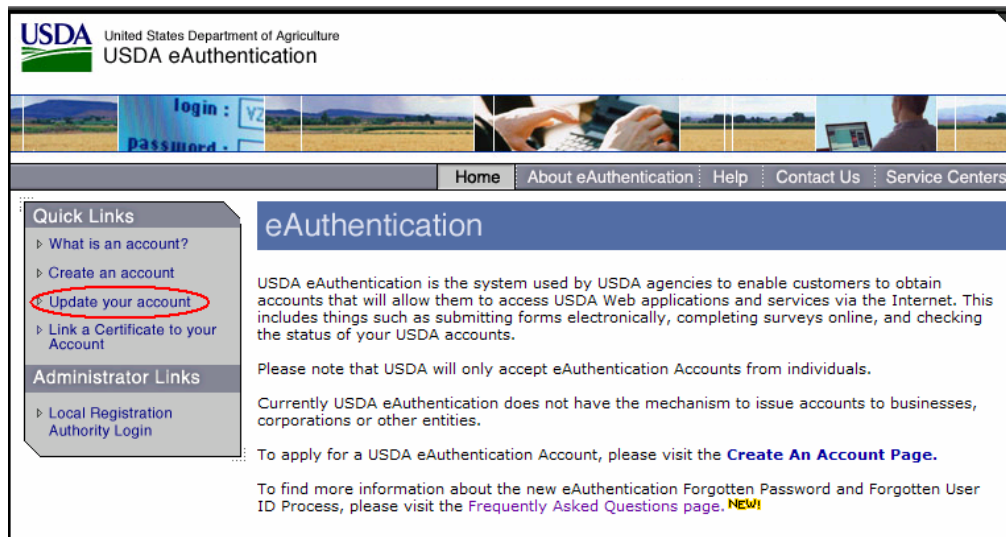 USDA
United States Department of Agriculture
USDA eAuthentication
login :
password :
Home
About eAuthentication
Help
Contact Us
Service Centers
Quick Links
What is an account?
Create an account
Update your account
Link a Certificate to your
Account
Administrator Links
Local Registration
Authority Login
eAuthentication
USDA eAuthentication is the system used by USDA agencies to enable customers to obtain
accounts that will allow them to access USDA Web applications and services via the Internet. This
includes things such as submitting forms electronically, completing surveys online, and checking
the status of your USDA accounts.
Please note that USDA will only accept eAuthentication Accounts from individuals.
Currently USDA eAuthentication does not have the mechanism to issue accounts to businesses,
corporations or other entities.
To apply for a USDA eAuthentication Account, please visit the Create An Account Page.
To find more information about the new eAuthentication Forgotten Password and Forgotten User
ID Process, please visit the Frequently Asked Questions page. NEW!